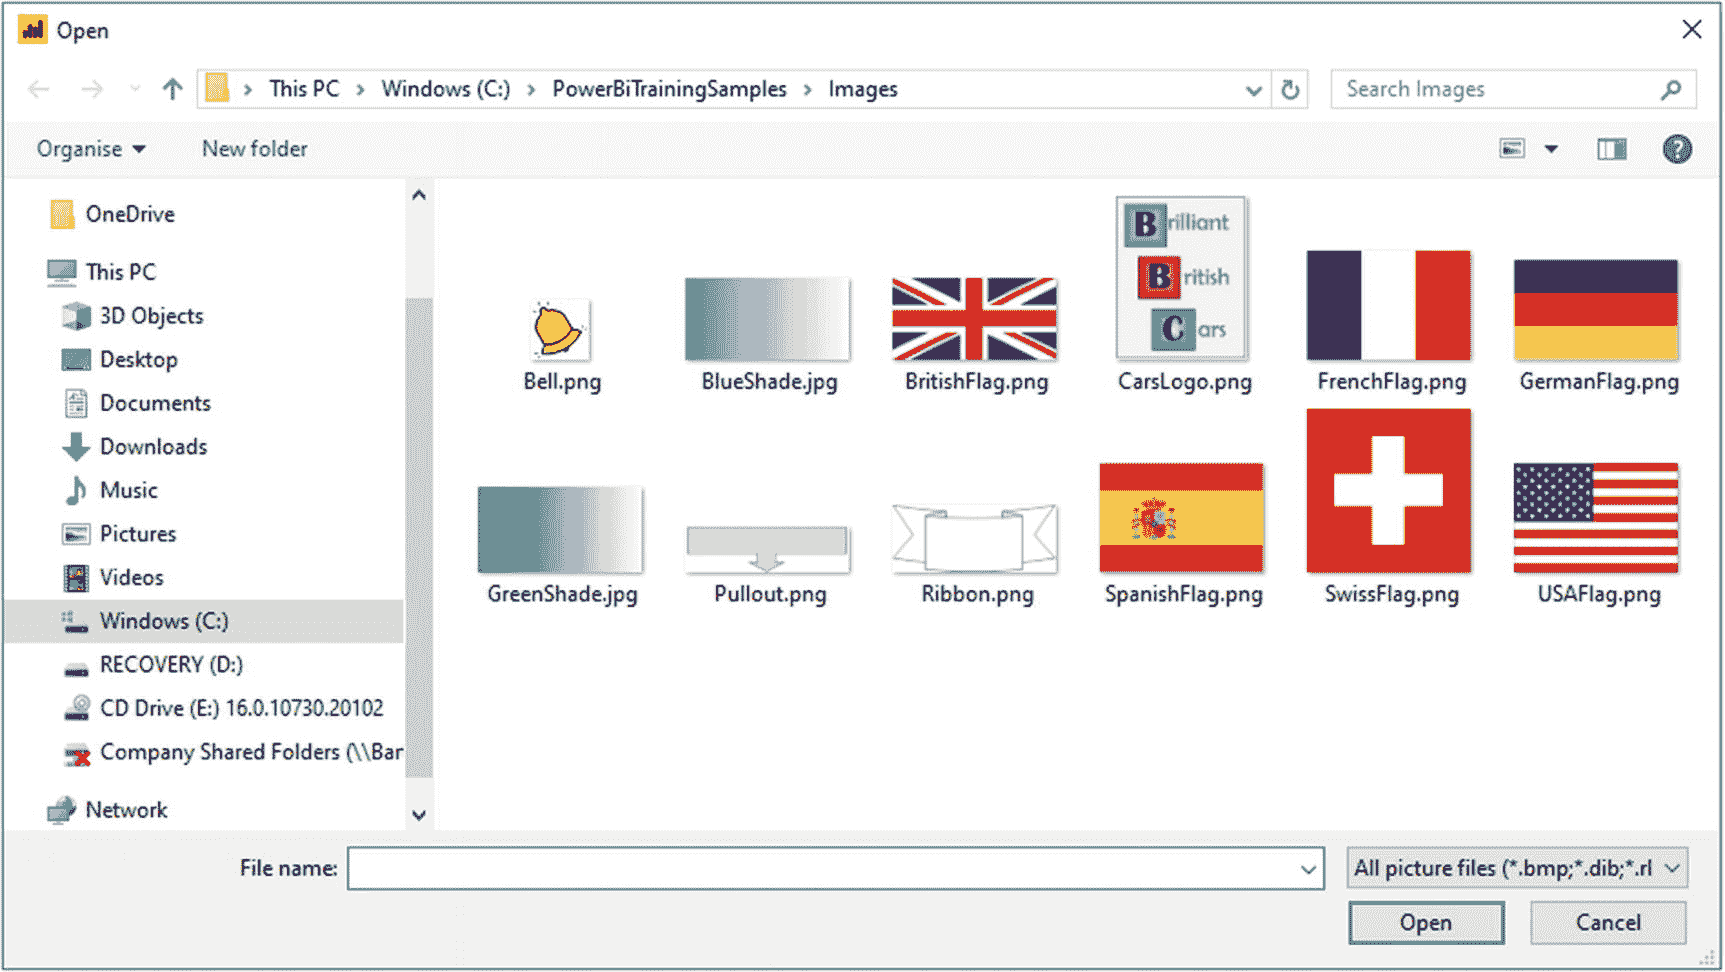 Open
This PC > Windows (C:) > PowerBiTrainingSamples > Images
Search Images
Organise
New folder
OneDrive
This PC
3D Objects
Desktop
Documents
Downloads
Music
Pictures
Videos
Windows (C:)
RECOVERY (D:)
CD Drive (E:) 16.0.10730.20102
Company Shared Folders (\\Bar
Network
Brilliant
British
Cars
Bell.png
BlueShade.jpg
BritishFlag.png
CarsLogo.png
FrenchFlag.png
GermanFlag.png
GreenShade.jpg
Pullout.png
Ribbon.png
SpanishFlag.png
SwissFlag.png
USAFlag.png
File name:
All picture files (*.bmp;*.dib;*.rl
Open
Cancel